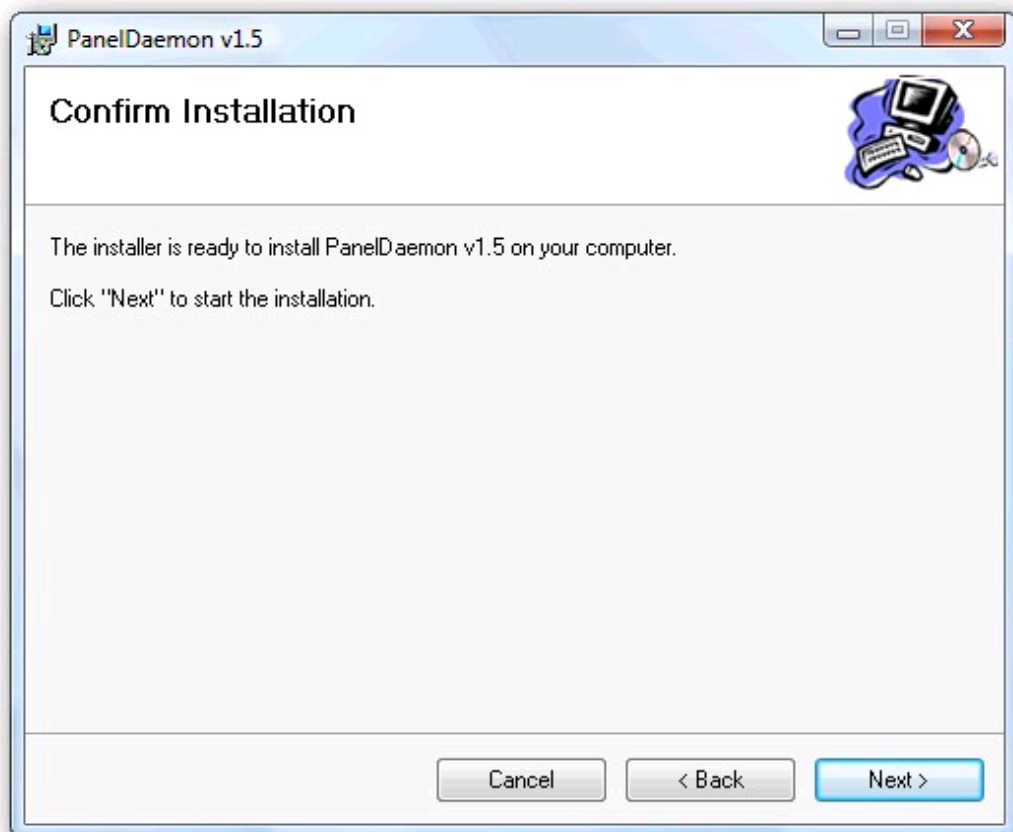 PanelDaemon v1.5
Confirm Installation
The installer is ready to install PanelDaemon v1.5 on your computer.
Click "Next" to start the installation.
Cancel
< Back
Next >